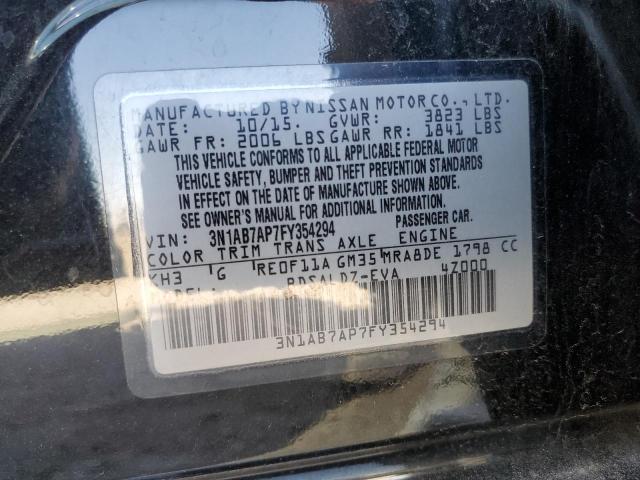 MANUFACTURED BY NISSAN MOTOR CO., LTD.
DATE: 10/15. GVWR: 3823 LBS
GAWR FR: 2006 LBS GAWR RR: 1841 LBS
THIS VEHICLE CONFORMS TO ALL APPLICABLE FEDERAL MOTOR
VEHICLE SAFETY, BUMPER AND THEFT PREVENTION STANDARDS
IN EFFECT ON THE DATE OF MANUFACTURE SHOWN ABOVE.
SEE OWNER'S MANUAL FOR ADDITIONAL INFORMATION.
VIN: 3N1AB7AP7FY354294 PASSENGER CAR.
COLOR TRIM TRANS AXLE ENGINE
KH3 G RE0F11A GM35 MRA8DE 1798 CC
BDSALDZ-EVA 4Z000
3N1AB7AP7FY354294